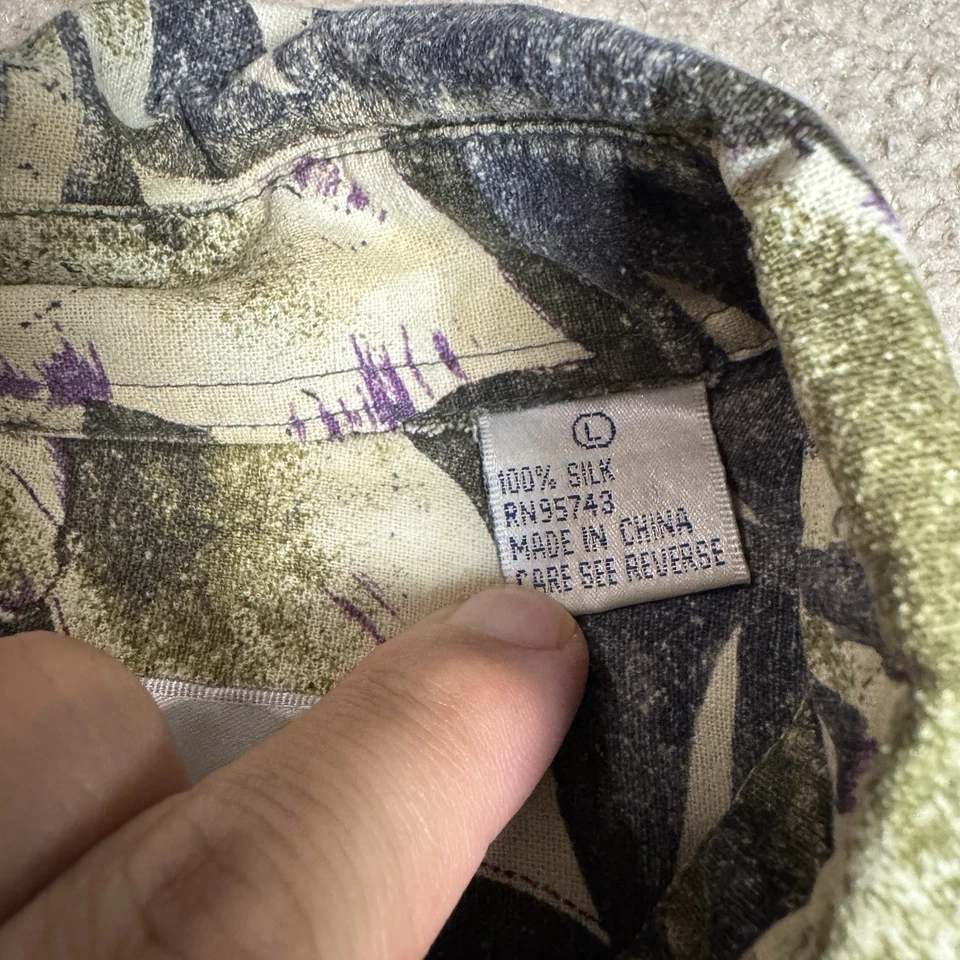 L
100% SILK
RN95743
MADE IN CHINA
CARE SEE REVERSE